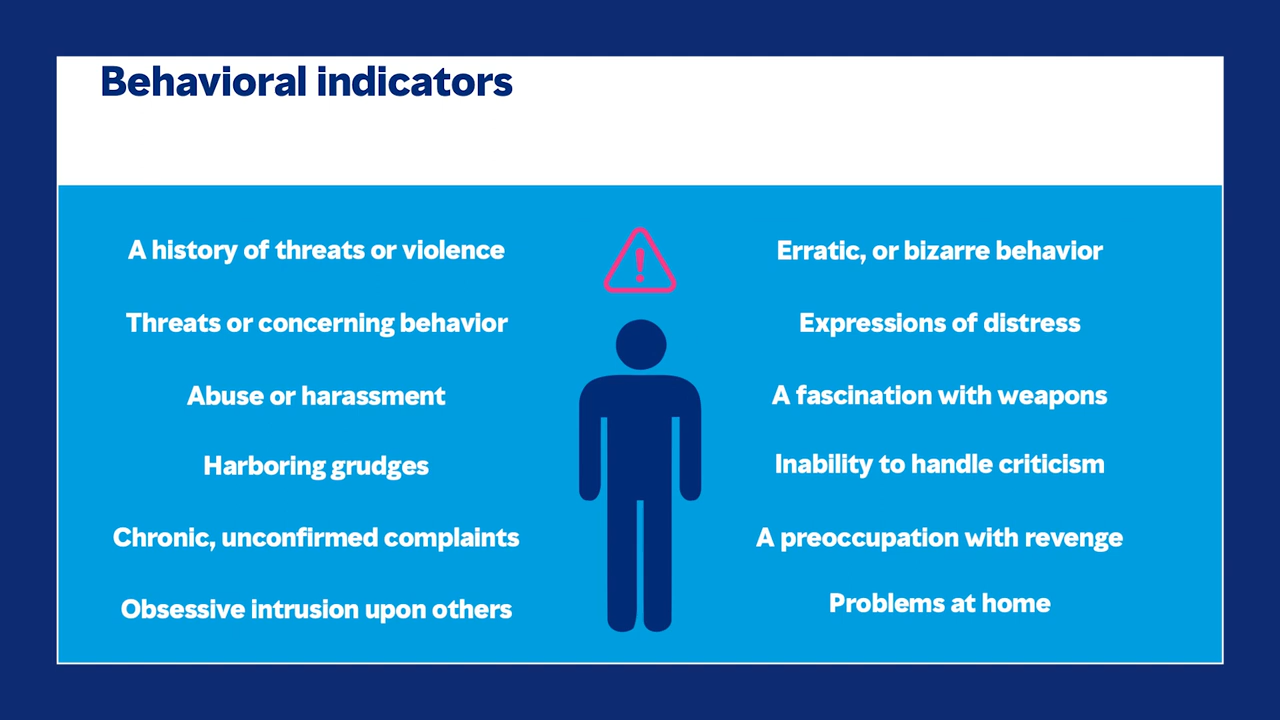 Behavioral indicators
A history of threats or violence
Threats or concerning behavior
Abuse or harassment
Harboring grudges
Chronic, unconfirmed complaints
Obsessive intrusion upon others
Erratic, or bizarre behavior
Expressions of distress
A fascination with weapons
Inability to handle criticism
A preoccupation with revenge
Problems at home